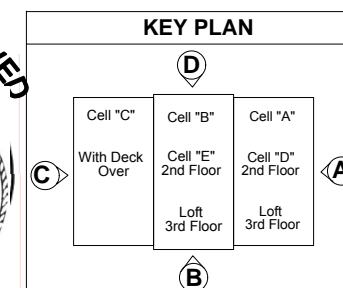 KEY PLAN
D
Cell "C"
With Deck
Over
Cell "B"
Cell "E"
2nd Floor
Loft
3rd Floor
Cell "A"
Cell "D"
2nd Floor
Loft
3rd Floor
C
A
B